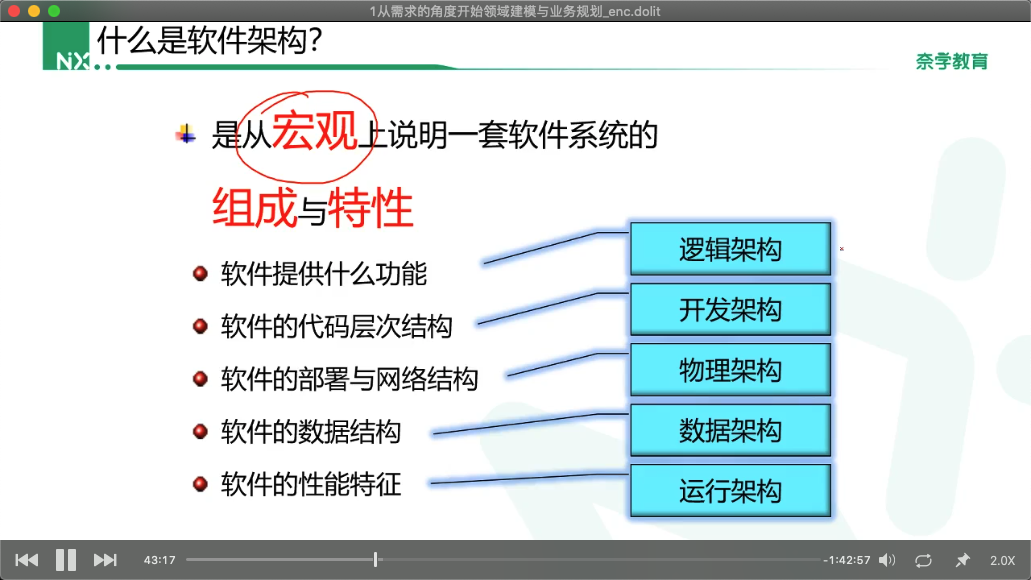 1从需求的角度开始领域建模与业务规划_enc.dolit
什么是软件架构?
NX
奈学教育
是从宏观上说明一套软件系统的
组成与特性
软件提供什么功能
软件的代码层次结构
软件的部署与网络结构
软件的数据结构
软件的性能特征
逻辑架构
开发架构
物理架构
数据架构
运行架构
43:17
-1:42:57
2.0X